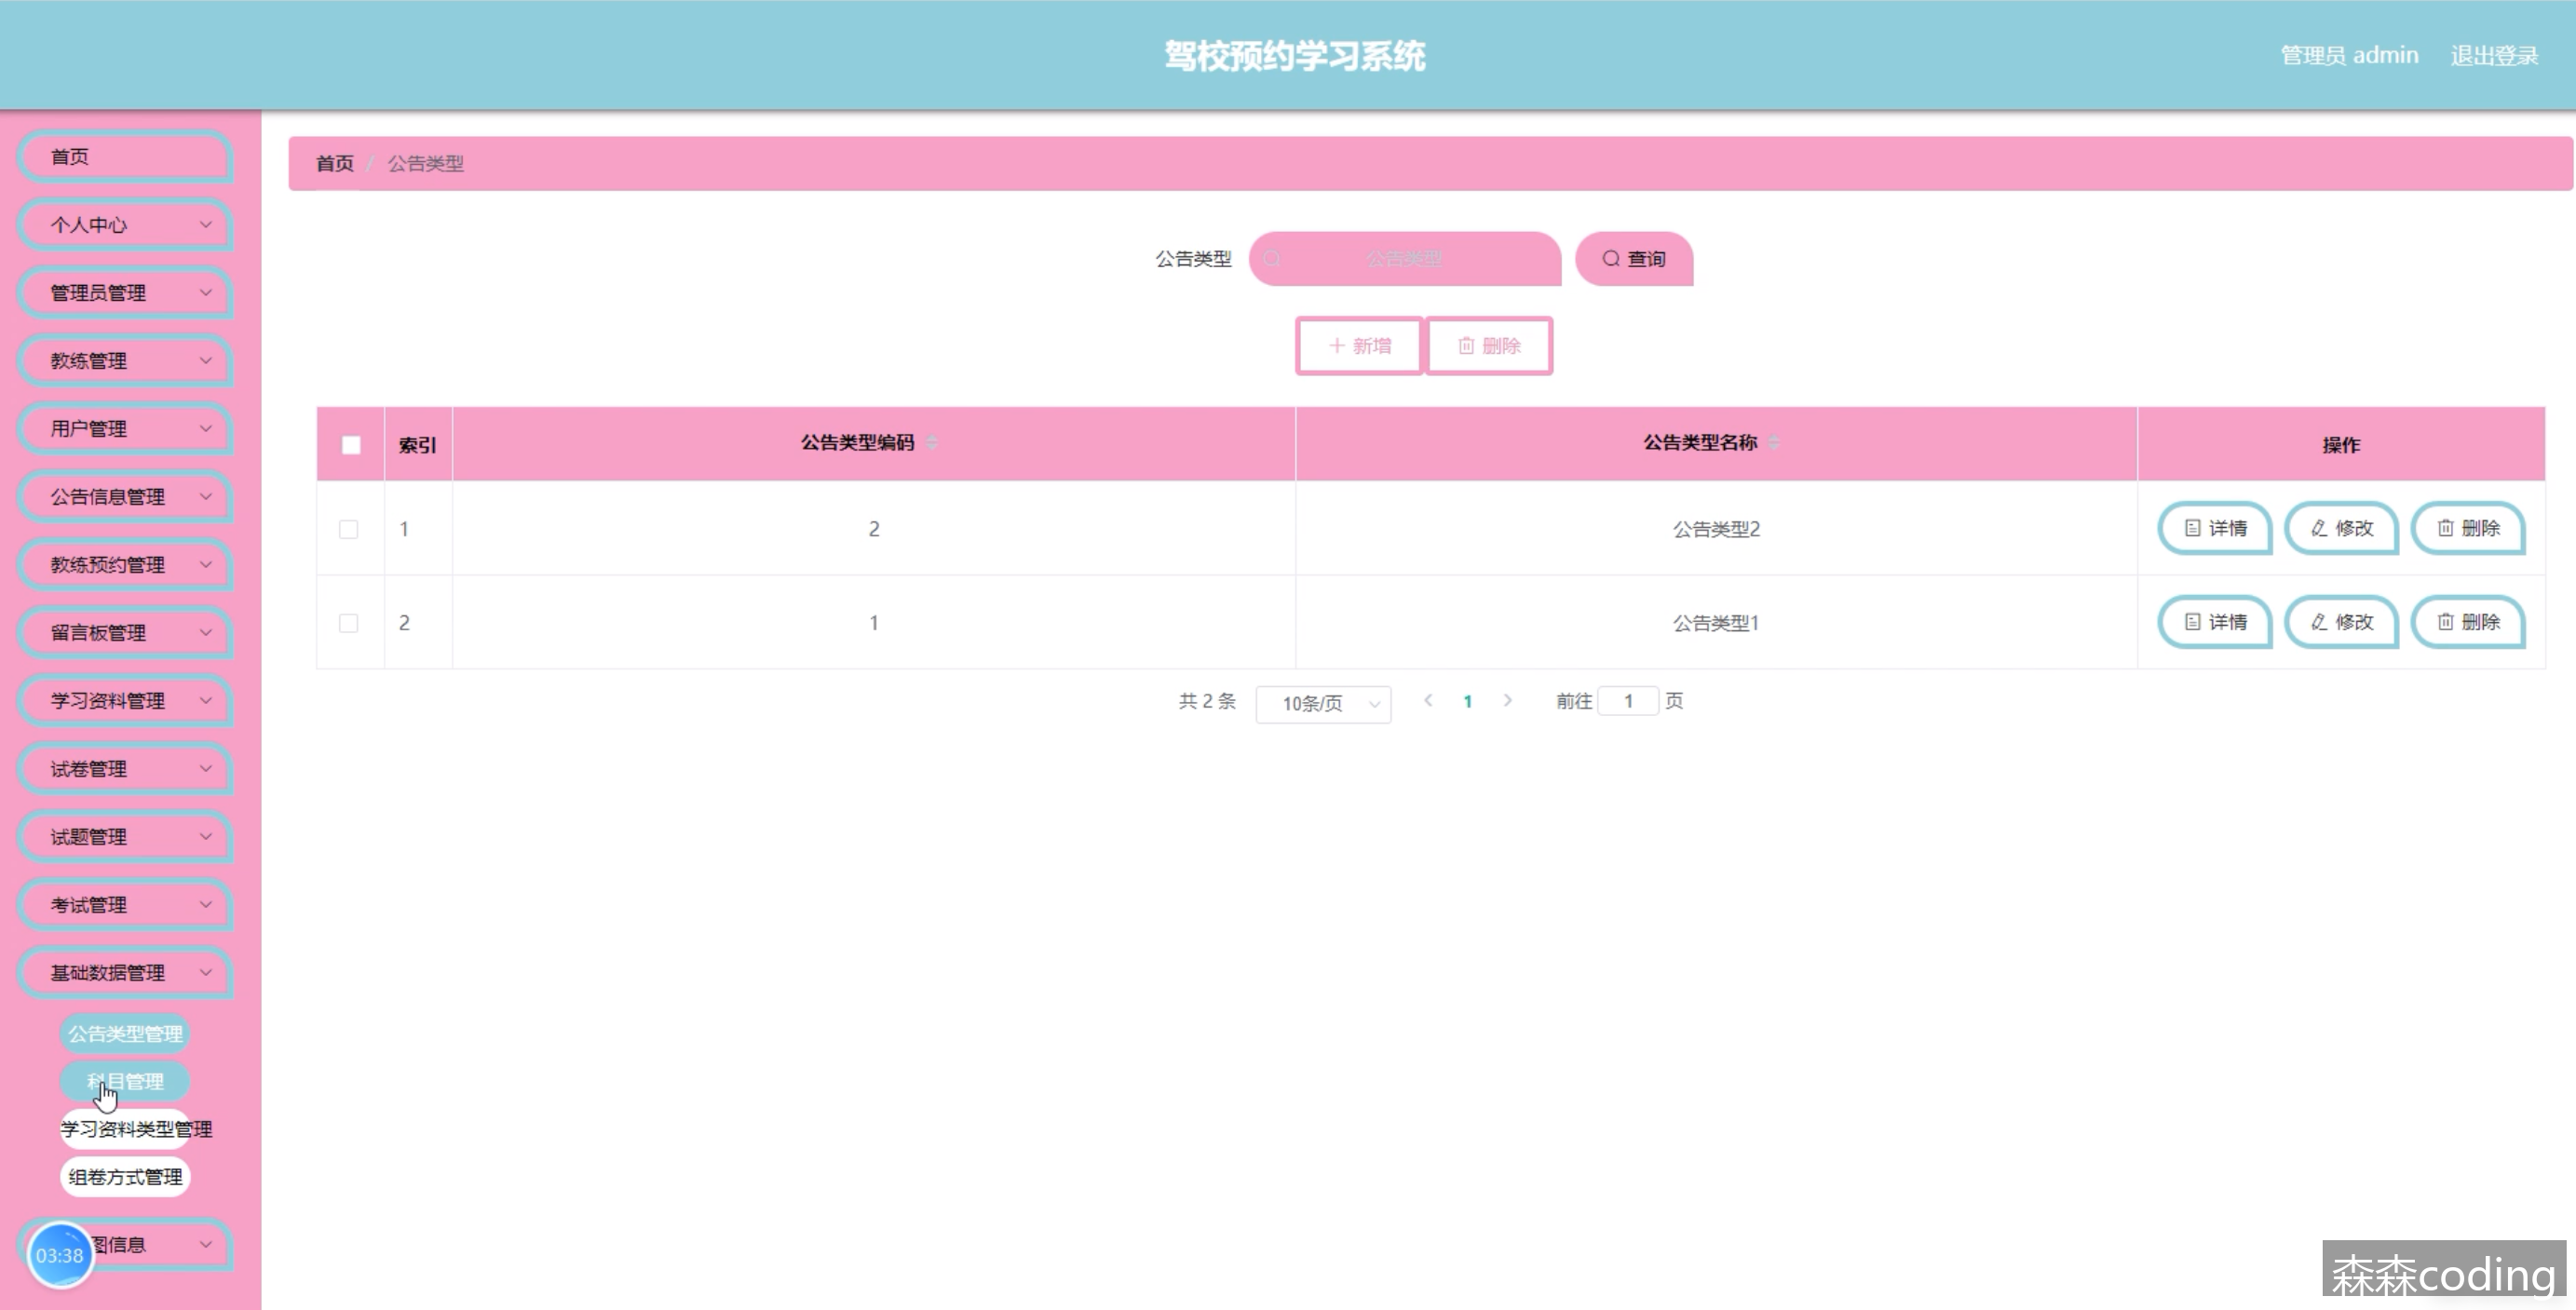 驾校预约学习系统
管理员 admin
退出登录
首页
个人中心
管理员管理
教练管理
用户管理
公告信息管理
教练预约管理
留言板管理
学习资料管理
试卷管理
试题管理
考试管理
基础数据管理
公告类型管理
科目管理
学习资料类型管理
组卷方式管理
图信息
03:38
首页 / 公告类型
公告类型 公告类型 查询
新增 删除
索引 公告类型编码 公告类型名称 操作
1 2 公告类型2 详情 修改 删除
2 1 公告类型1 详情 修改 删除
共 2 条 10条/页 1 前往 1 页
森森coding